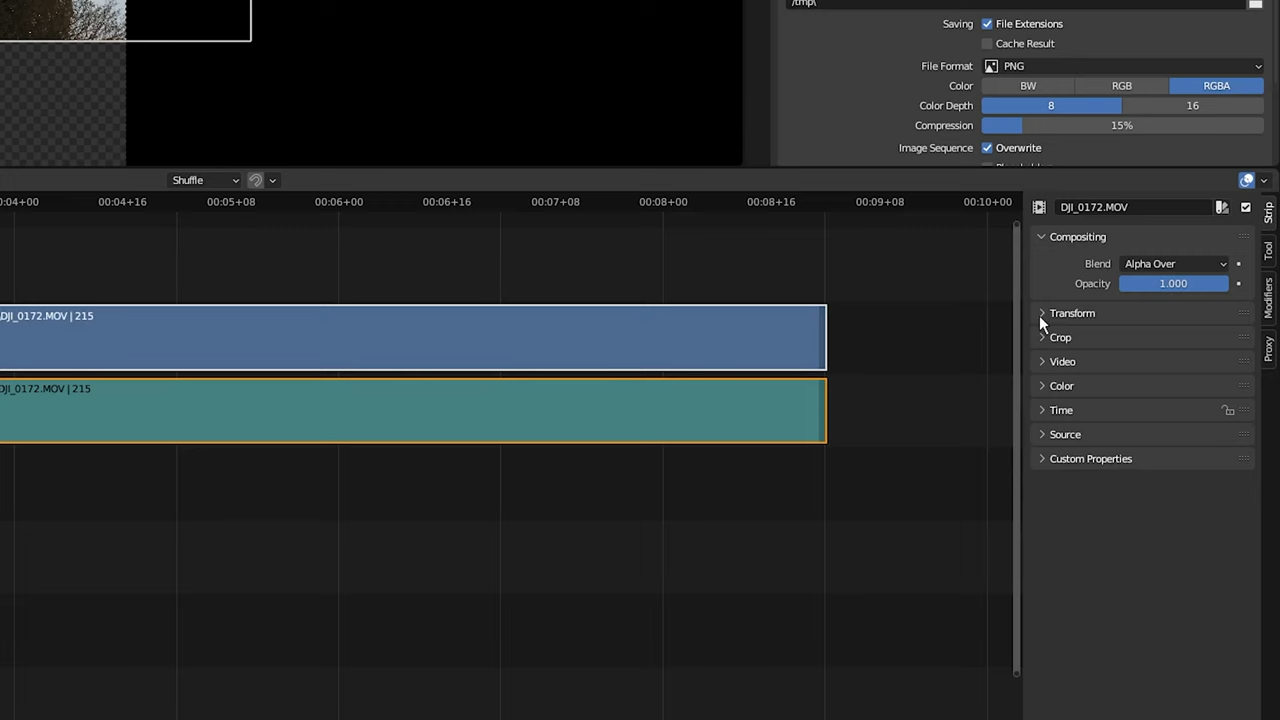 /tmp\
Saving File Extensions
Cache Result
File Format PNG
Color BW RGB RGBA
Color Depth 8 16
Compression 15%
Image Sequence Overwrite
Shuffle
0:04+00 00:04+16 00:05+08 00:06+00 00:06+16 00:07+08 00:08+00 00:08+16 00:09+08 00:10+00
DJI_0172.MOV
Strip
Tool
Modifiers
Proxy
Compositing
Blend Alpha Over
Opacity 1.000
Transform
Crop
Video
Color
Time
Source
Custom Properties
\DJI_0172.MOV | 215
DJI_0172.MOV | 215